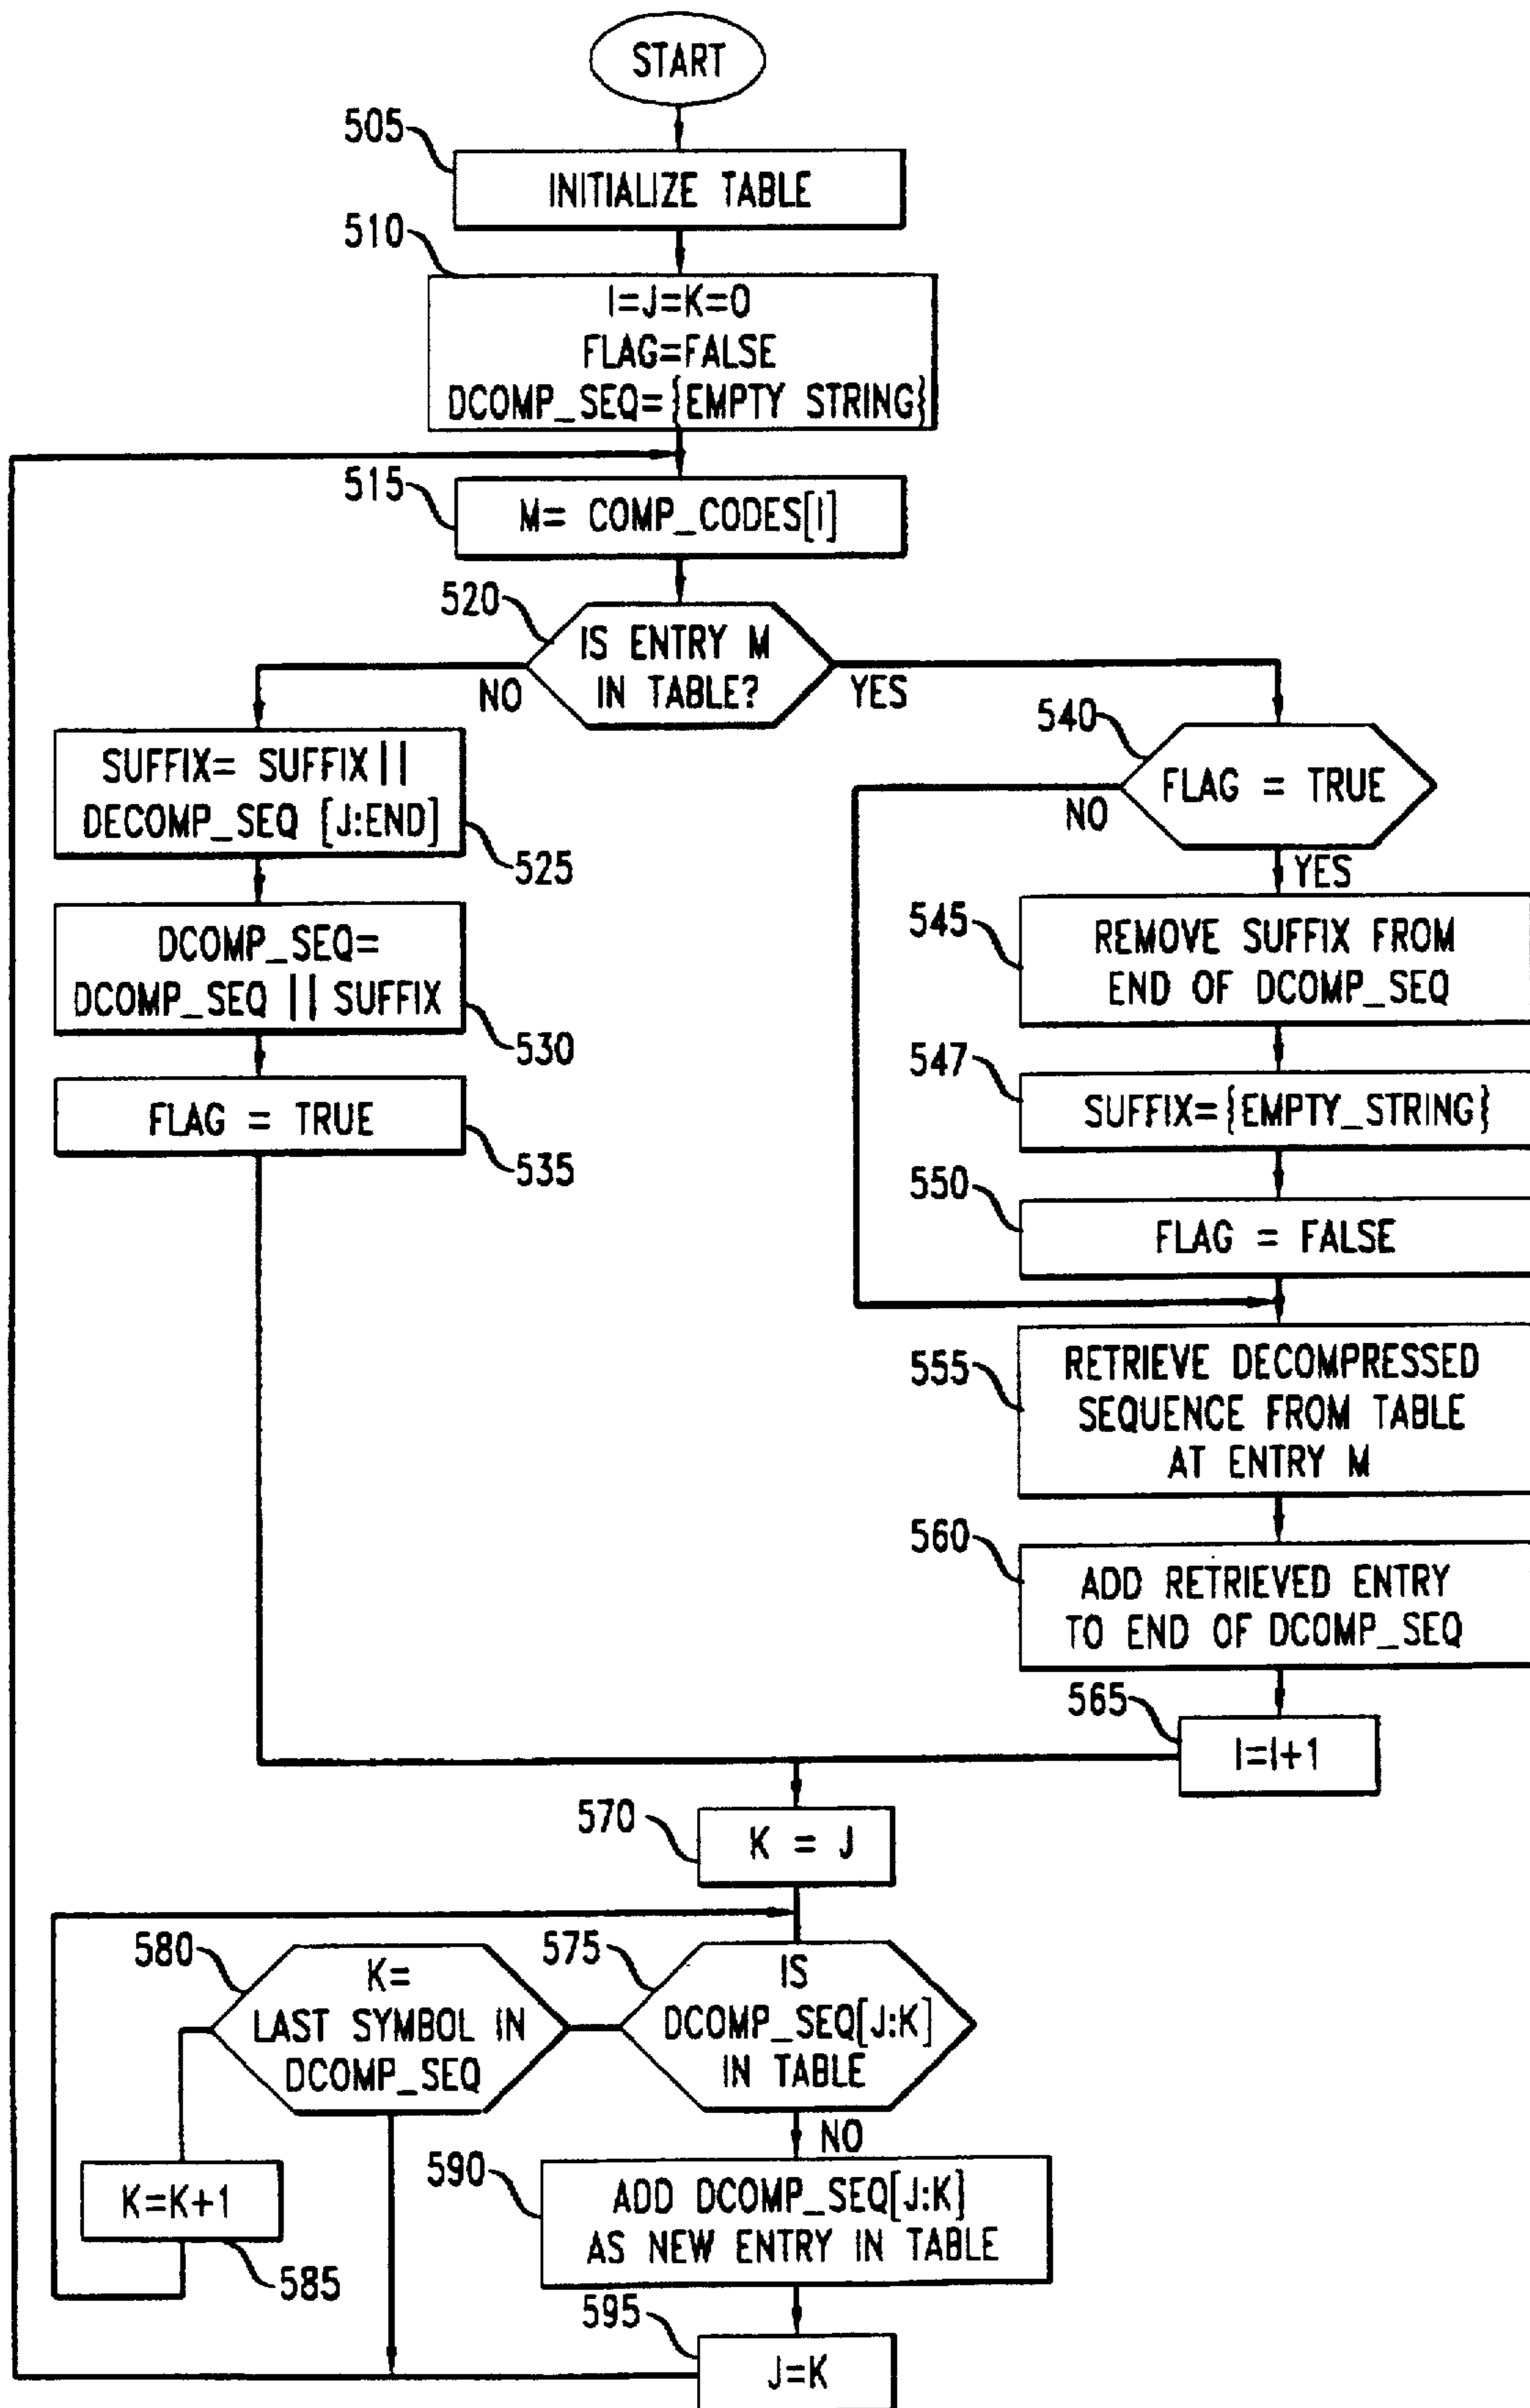 START
505
INITIALIZE TABLE
510
I=J=K=0
FLAG=FALSE
DCOMP_SEQ={EMPTY STRING}
515
M= COMP_CODES[I]
520
IS ENTRY M
IN TABLE?
NO
YES
SUFFIX= SUFFIX||
DECOMP_SEQ [J:END]
525
DCOMP_SEQ=
DCOMP_SEQ || SUFFIX
530
FLAG = TRUE
535
540
FLAG = TRUE
NO
YES
545
REMOVE SUFFIX FROM
END OF DCOMP_SEQ
547
SUFFIX={EMPTY_STRING}
550
FLAG = FALSE
555
RETRIEVE DECOMPRESSED
SEQUENCE FROM TABLE
AT ENTRY M
560
ADD RETRIEVED ENTRY
TO END OF DCOMP_SEQ
565
I=I+1
570
K = J
580
K=
LAST SYMBOL IN
DCOMP_SEQ
575
IS
DCOMP_SEQ[J:K]
IN TABLE
NO
K=K+1
585
590
ADD DCOMP_SEQ[J:K]
AS NEW ENTRY IN TABLE
595
J=K